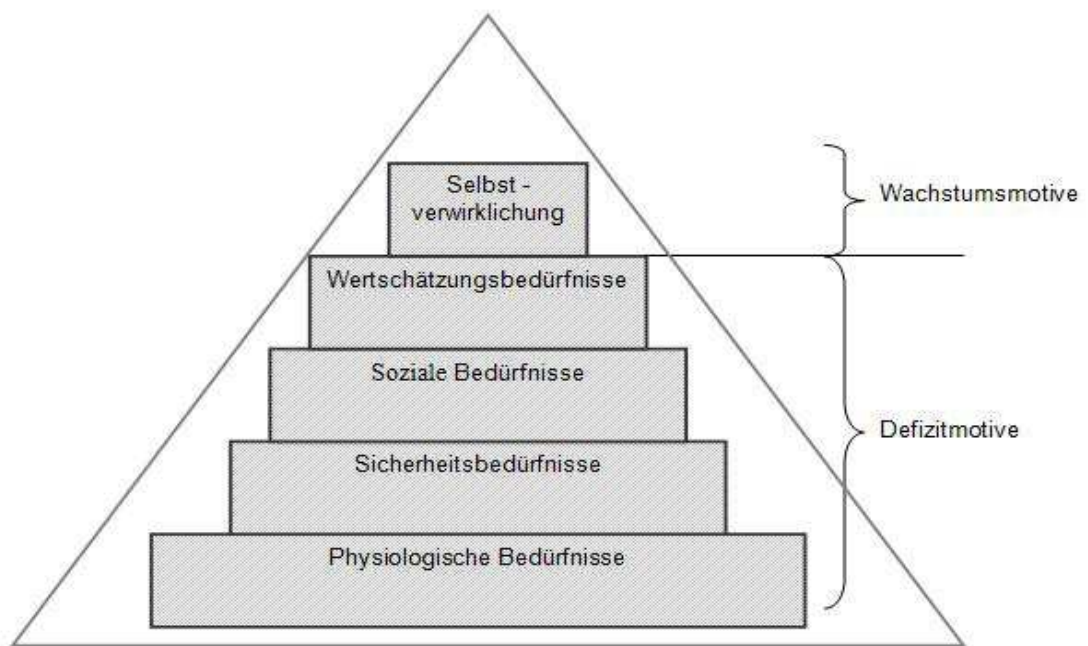 Selbst -
verwirklichung
Wachstumsmotive
Wertschätzungsbedürfnisse
Soziale Bedürfnisse
Defizitmotive
Sicherheitsbedürfnisse
Physiologische Bedürfnisse